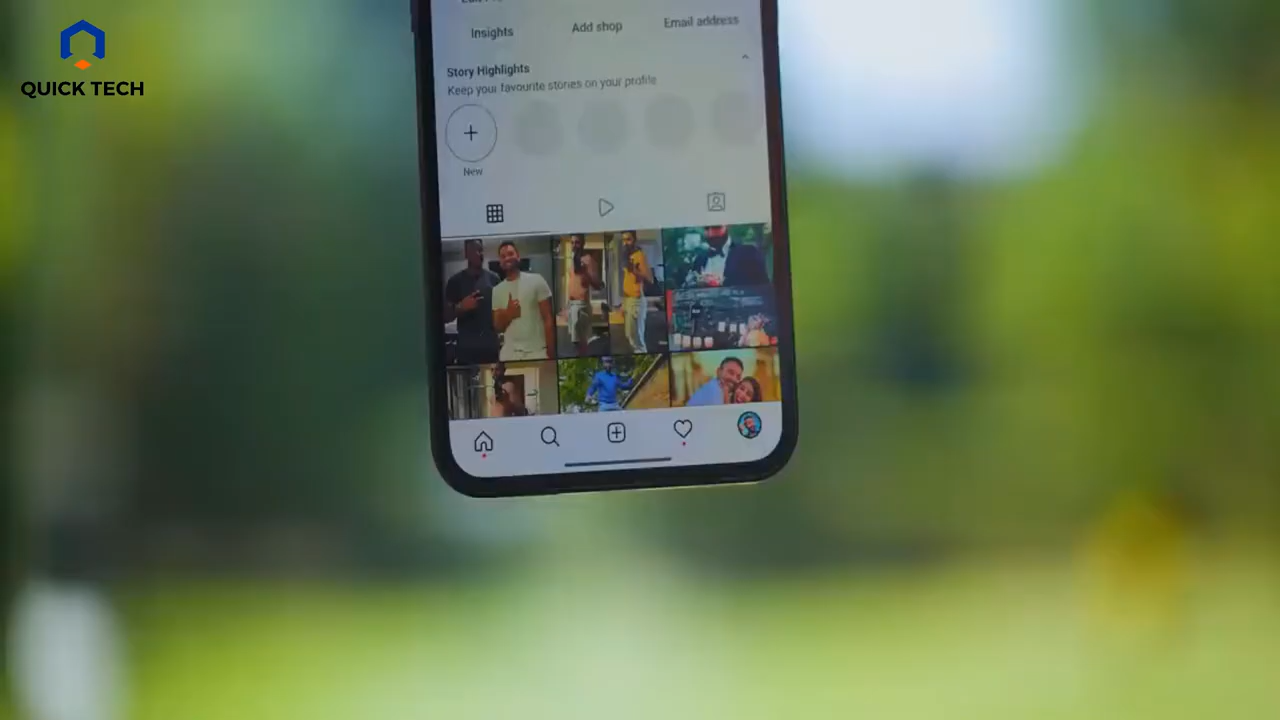 QUICK TECH
Insights
Add shop
Email address
Story Highlights
Keep your favourite stories on your profile
New